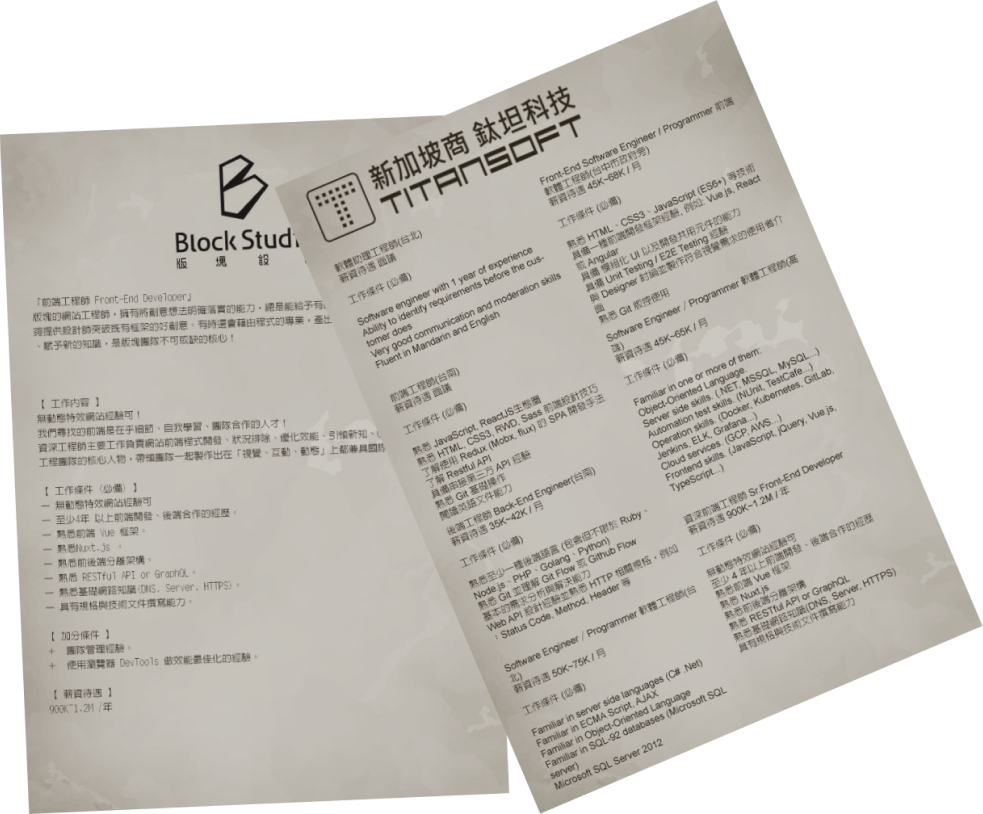 Block Stud
版塊設
「前端工程師 Front-End Developer」
版塊的網站工程師，擁有將創意想法明確落實的能力，總是能給予有
資提供設計師突破既有框架的好創意。有時還會藉由程式的專業，產出
、賦予新的知識，是版塊團隊不可或缺的核心！
【 工作內容 】
無動態特效網站經驗可！
我們尋找的前端是在乎細節、自我學習、團隊合作的人才！
資深工程師主要工作負責網站前端程式開發、狀況排除、優化效能、引領新知、
工程團隊的核心人物，帶領團隊一起製作出在「視覺、互動、動態」上都兼具國際
【 工作條件 (必備) 】
— 無動態特效網站經驗可
— 至少4年 以上前端開發、後端合作的經歷。
— 熟悉前端 Vue 框架。
— 熟悉Nuxt.js 。
— 熟悉前後端分離架構。
— 熟悉 RESTful API or GraphQL。
— 熟悉基礎網路知識(DNS, Server, HTTPS)。
— 具有規格與技術文件撰寫能力。
【 加分條件 】
+ 團隊管理經驗。
+ 使用瀏覽器 DevTools 做效能最佳化的經驗。
【 薪資待遇 】
900K~1.2M /年
新加坡商 鈦坦科技
TITANSOFT
軟體助理工程師(台北)
薪資待遇 面議
工作條件 (必備)
Software engineer with 1 year of experience
Ability to identify requirements before the cus-
tomer does
Very good communication and moderation skills
Fluent in Mandarin and English
前端工程師(台南)
薪資待遇 面議
工作條件 (必備)
熟悉 JavaScript, ReactJS生態圈
熟悉 HTML, CSS3, RWD, Sass 前端設計技巧
了解使用 Redux (Mobx, flux) 的 SPA 開發手法
了解 Restful API
具備串接第三方 API 經驗
熟悉 Git 基礎操作
閱讀英語文件能力
後端工程師 Back-End Engineer(台南)
薪資待遇 35K~42K / 月
工作條件 (必備)
熟悉至少一種後端語言 (包含但不限於 Ruby、
Node.js、PHP、Golang、Python)
熟悉 Git 並理解 Git Flow 或 Github Flow
基本的需求分析與解決能力
Web API 設計經驗並熟悉 HTTP 相關規格，例如
，Status Code, Method, Header 等
Software Engineer / Programmer 軟體工程師(台
北)
薪資待遇 50K~75K / 月
工作條件 (必備)
Familiar in server side languages (C# .Net)
Familiar in ECMA Script, AJAX
Familiar in Object-Oriented Language
Familiar in SQL-92 databases (Microsoft SQL
server)
Microsoft SQL Server 2012
Front-End Software Engineer / Programmer 前端
軟體工程師(台中市政府旁)
薪資待遇 45K~68K / 月
工作條件 (必備)
熟悉 HTML、CSS3、JavaScript (ES6+) 等技術
具備一種前端開發框架經驗, 例如: Vue.js, React
或 Angular
具備 模組化 UI 以及開發共用元件的能力
具備 Unit Testing / E2E Testing 經驗
與 Designer 討論並製作符合視覺需求的使用者介
面
熟悉 Git 版控使用
Software Engineer / Programmer 軟體工程師(高
雄)
薪資待遇 45K~65K / 月
工作條件 (必備)
Familiar in one or more of them:
Object-Oriented Language
Server side skills. (.NET, MSSQL, MySQL...)
Automation test skills. (NUnit, TestCafe...)
Operation skills. (Docker, Kubernetes, GitLab,
Jenkins, ELK, Grafana...)
Cloud services. (GCP, AWS...)
Frontend skills. (JavaScript, jQuery, Vue.js,
TypeScript...)
資深前端工程師 Sr Front-End Developer
薪資待遇 900K~1.2M / 年
工作條件 (必備)
無動態特效網站經驗可
至少 4 年以上前端開發、後端合作的經歷
熟悉前端 Vue 框架
熟悉 Nuxt.js
熟悉前後端分離架構
熟悉 RESTful API or GraphQL
熟悉基礎網路知識(DNS, Server, HTTPS)
具有規格與技術文件撰寫能力